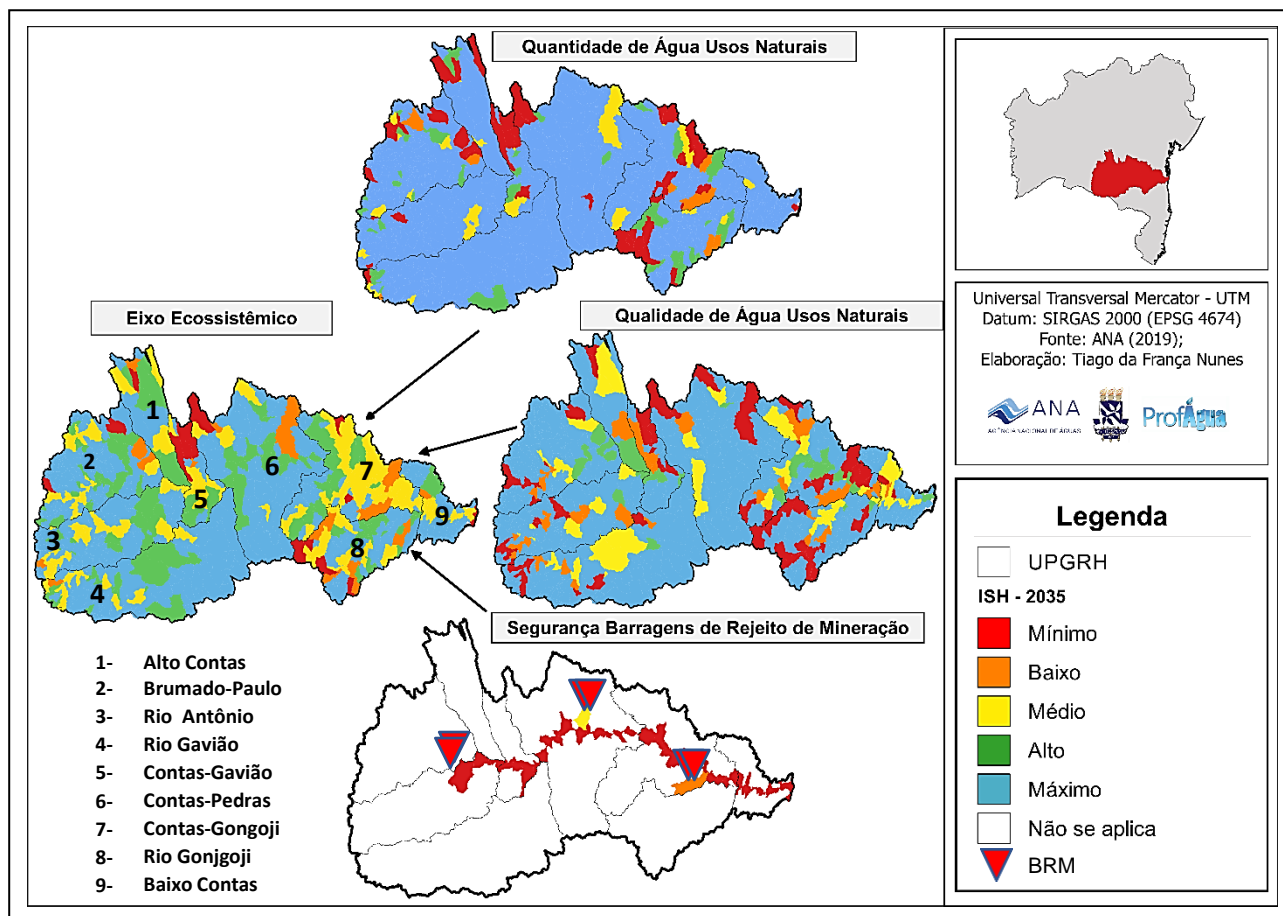 Quantidade de Água Usos Naturais
Eixo Ecossistêmico
Qualidade de Água Usos Naturais
1
2
3
4
5
6
7
8
9
Segurança Barragens de Rejeito de Mineração
1- Alto Contas
2- Brumado-Paulo
3- Rio Antônio
4- Rio Gavião
5- Contas-Gavião
6- Contas-Pedras
7- Contas-Gongoji
8- Rio Gonjgoji
9- Baixo Contas
Universal Transversal Mercator - UTM
Datum: SIRGAS 2000 (EPSG 4674)
Fonte: ANA (2019);
Elaboração: Tiago da França Nunes
ANA
AGÊNCIA NACIONAL DE ÁGUAS
ProfÁgua
Legenda
UPGRH
ISH - 2035
Mínimo
Baixo
Médio
Alto
Máximo
Não se aplica
BRM